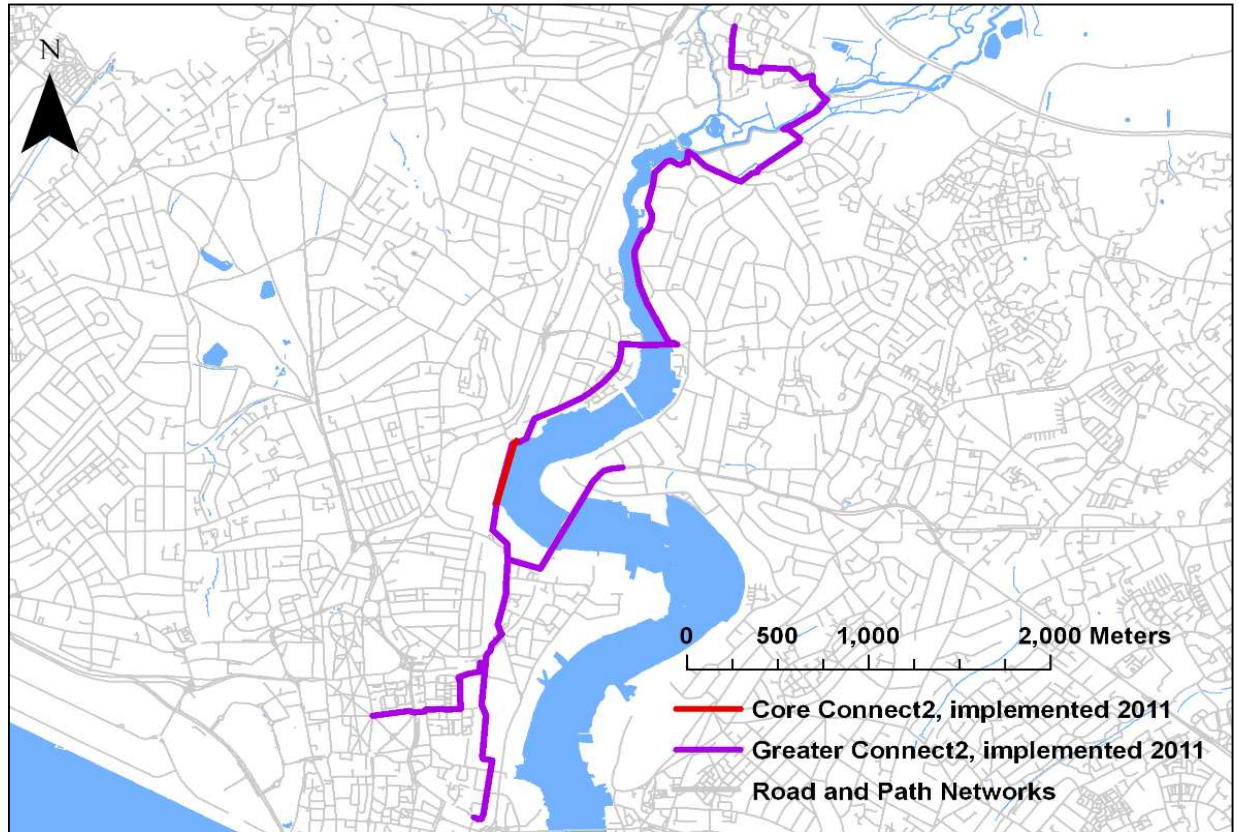 N
0 500 1,000 2,000 Meters
Core Connect2, implemented 2011
Greater Connect2, implemented 2011
Road and Path Networks